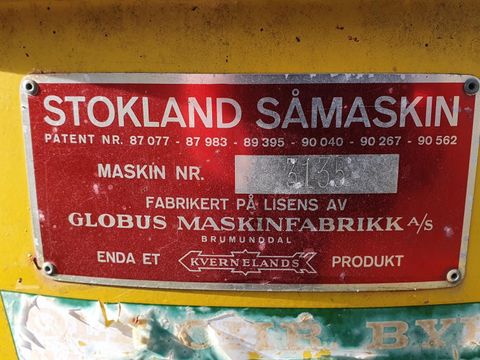 STOKLAND SÅMASKIN
PATENT NR. 87 077 - 87 983 - 89 395 - 90 040 - 90 267 - 90 562
MASKIN NR. 3135
FABRIKERT PÅ LISENS AV
GLOBUS MASKINFABRIKK A/S
BRUMUNDDAL
ENDA ET KVERNELANDS PRODUKT